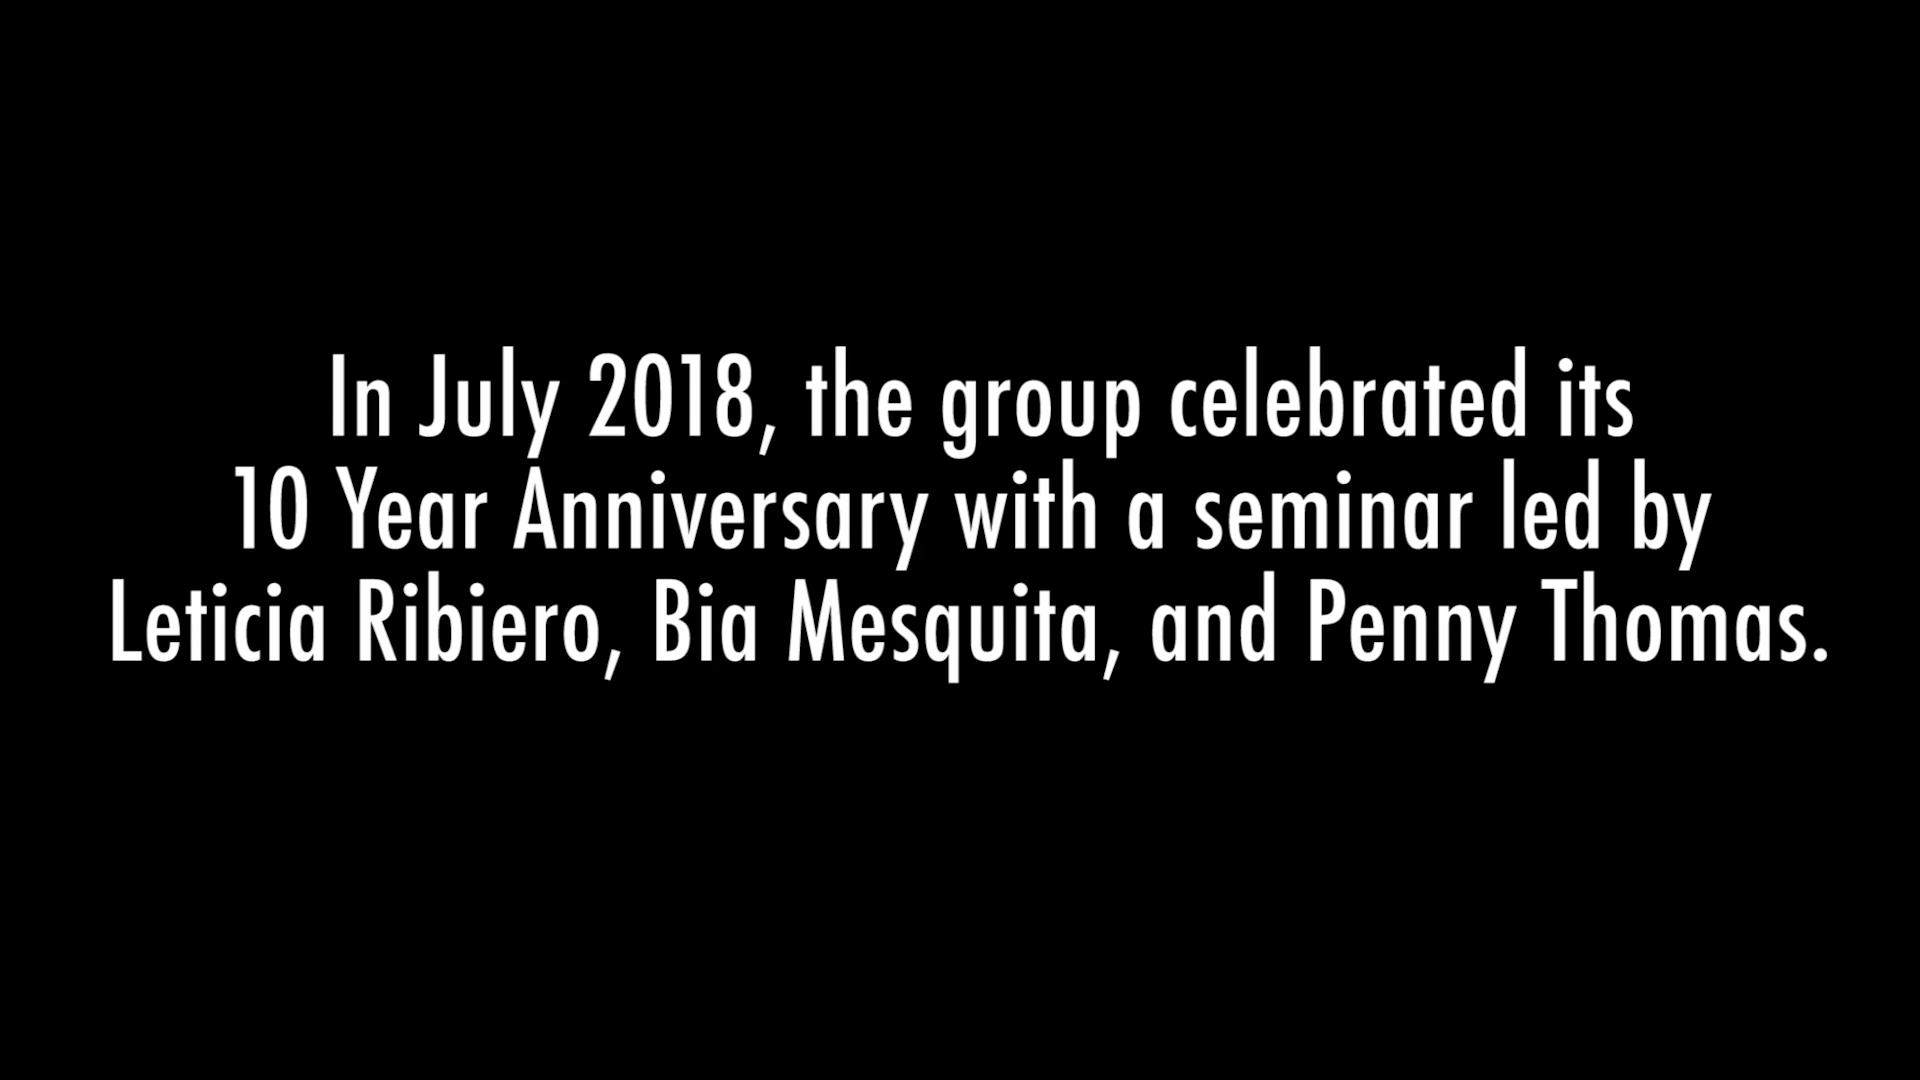 In July 2018, the group celebrated its
10 Year Anniversary with a seminar led by
Leticia Ribiero, Bia Mesquita, and Penny Thomas.